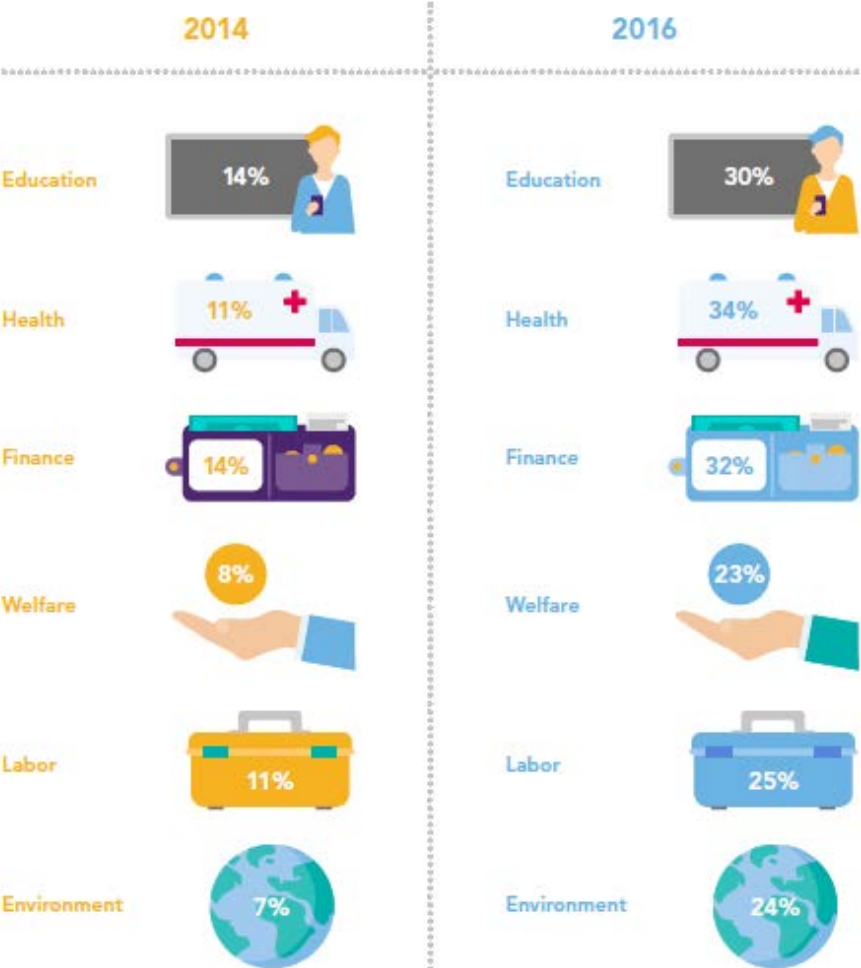 2014
2016
Education
14%
Education
30%
Health
11%
Health
34%
Finance
14%
Finance
32%
Welfare
8%
Welfare
23%
Labor
11%
Labor
25%
Environment
7%
Environment
24%